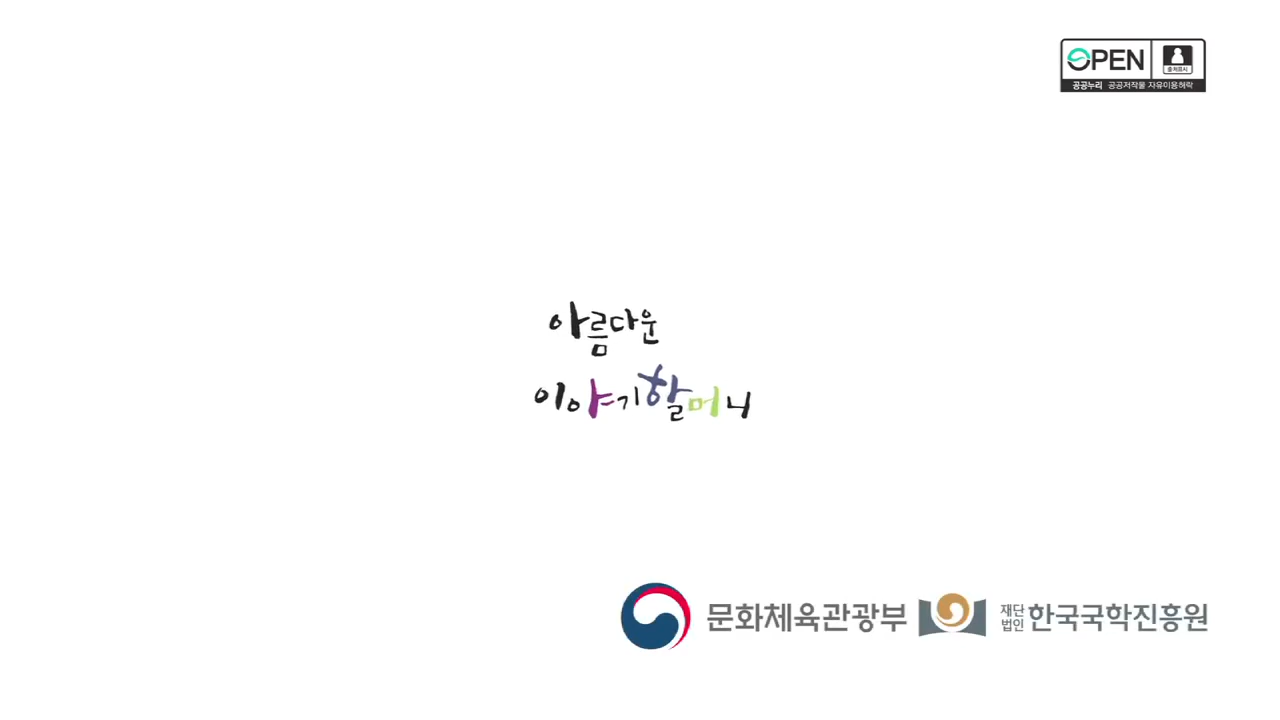 OPEN
출처표시
공공누리 공공저작물 자유이용허락
아름다운
이야기할머니
문화체육관광부
재단법인 한국국학진흥원